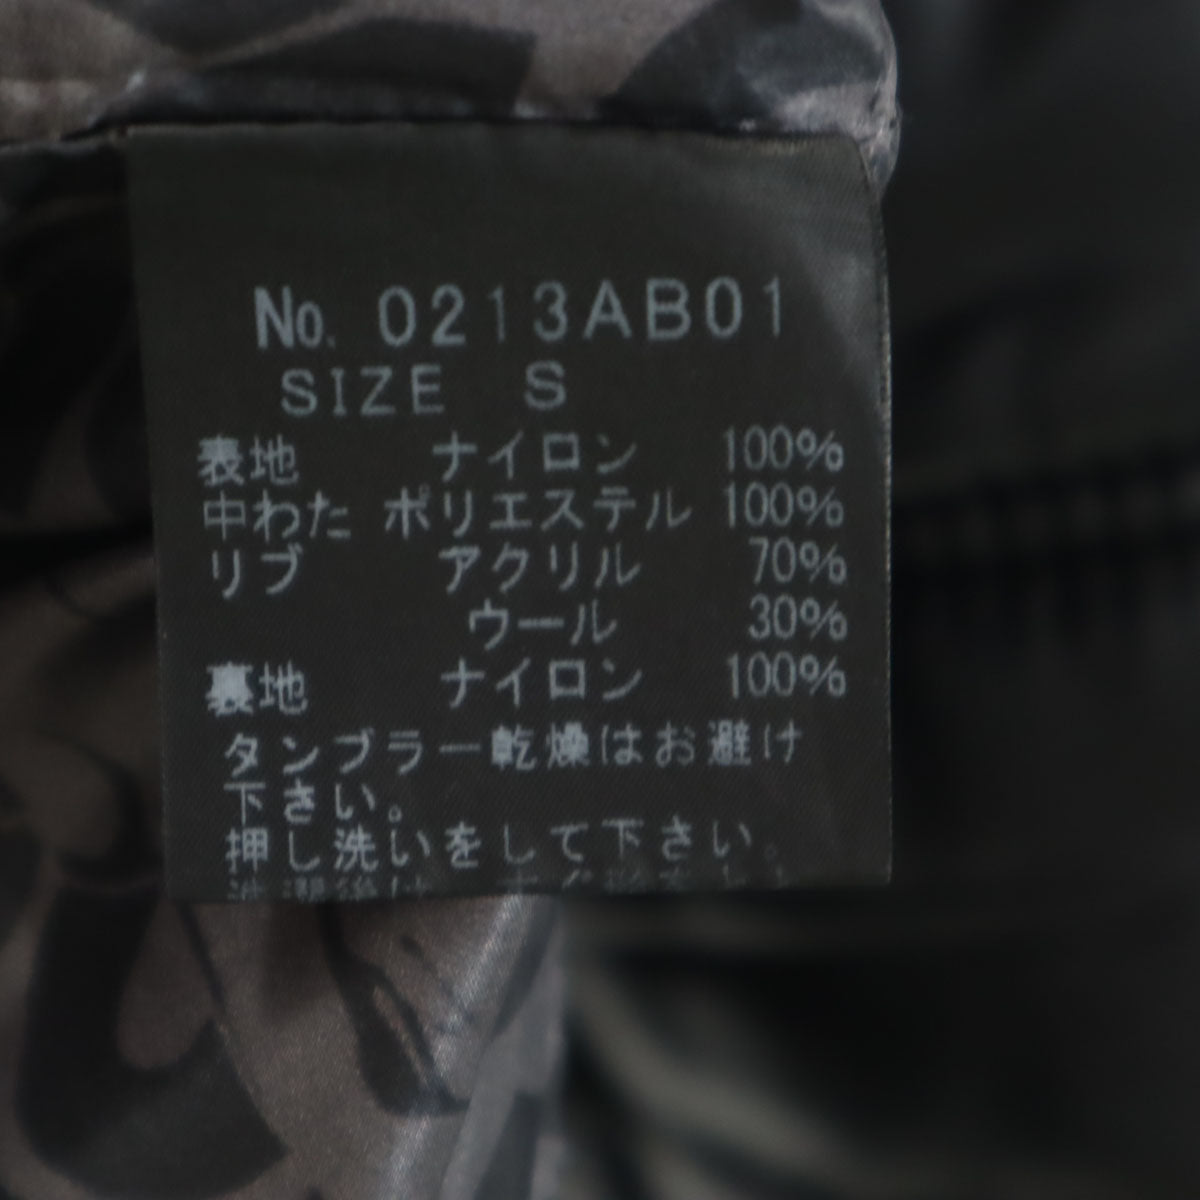 No. 0213AB01
SIZE S
表地 ナイロン 100%
中わた ポリエステル 100%
リブ アクリル 70%
ウール 30%
裏地 ナイロン 100%
タンブラー乾燥はお避け
下さい。
押し洗いをして下さい。